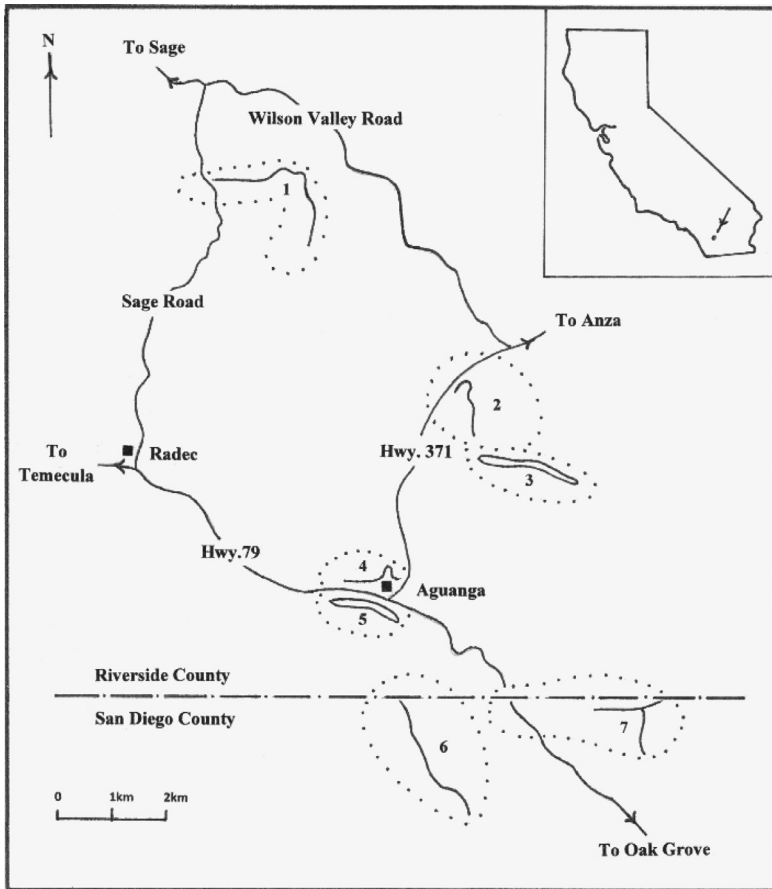 N
To Sage
Wilson Valley Road
1
Sage Road
To Anza
2
Hwy. 371
3
To
Temecula
Radec
Hwy.79
4
Aguanga
5
Riverside County
San Diego County
6
7
0 1km 2km
To Oak Grove